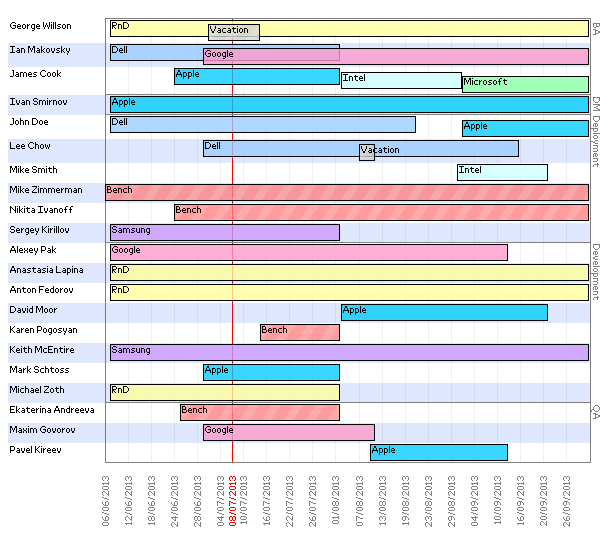 George Willson RnD Vacation BA
Ian Makovsky Dell Google
James Cook Apple Intel Microsoft
Ivan Smirnov Apple DM
John Doe Dell Apple Deployment
Lee Chow Dell Vacation
Mike Smith Intel
Mike Zimmerman Bench
Nikita Ivanoff Bench
Sergey Kirillov Samsung
Alexey Pak Google Development
Anastasia Lapina RnD
Anton Fedorov RnD
David Moor Apple
Karen Pogosyan Bench
Keith McEntire Samsung
Mark Schtoss Apple
Michael Zoth RnD
Ekaterina Andreeva Bench QA
Maxim Govorov Google
Pavel Kireev Apple
06/06/2013 12/06/2013 18/06/2013 24/06/2013 28/06/2013 04/07/2013 08/07/2013 10/07/2013 16/07/2013 22/07/2013 26/07/2013 01/08/2013 07/08/2013 13/08/2013 19/08/2013 23/08/2013 29/08/2013 04/09/2013 10/09/2013 16/09/2013 20/09/2013 26/09/2013